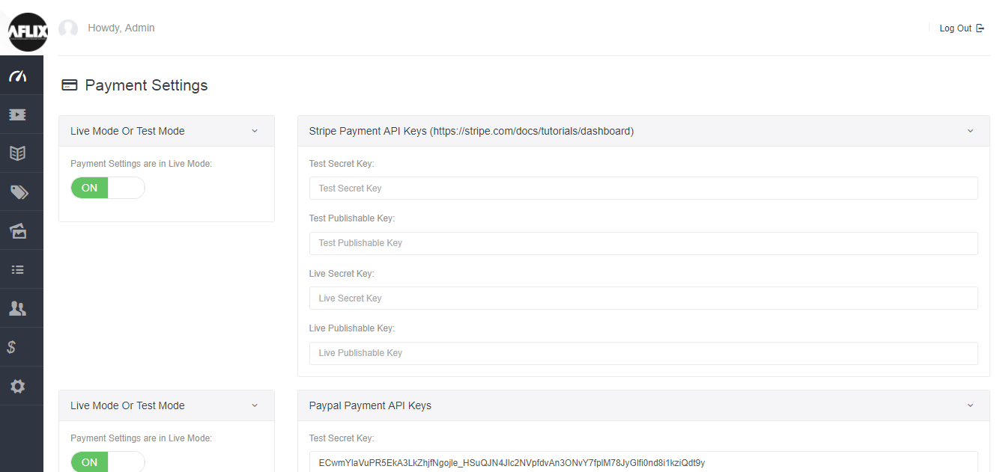 AFLIX
Howdy, Admin
Log Out
Payment Settings
Live Mode Or Test Mode
Payment Settings are in Live Mode:
ON
Stripe Payment API Keys (https://stripe.com/docs/tutorials/dashboard)
Test Secret Key:
Test Secret Key
Test Publishable Key:
Test Publishable Key
Live Secret Key:
Live Secret Key
Live Publishable Key:
Live Publishable Key
Live Mode Or Test Mode
Payment Settings are in Live Mode:
ON
Paypal Payment API Keys
Test Secret Key: